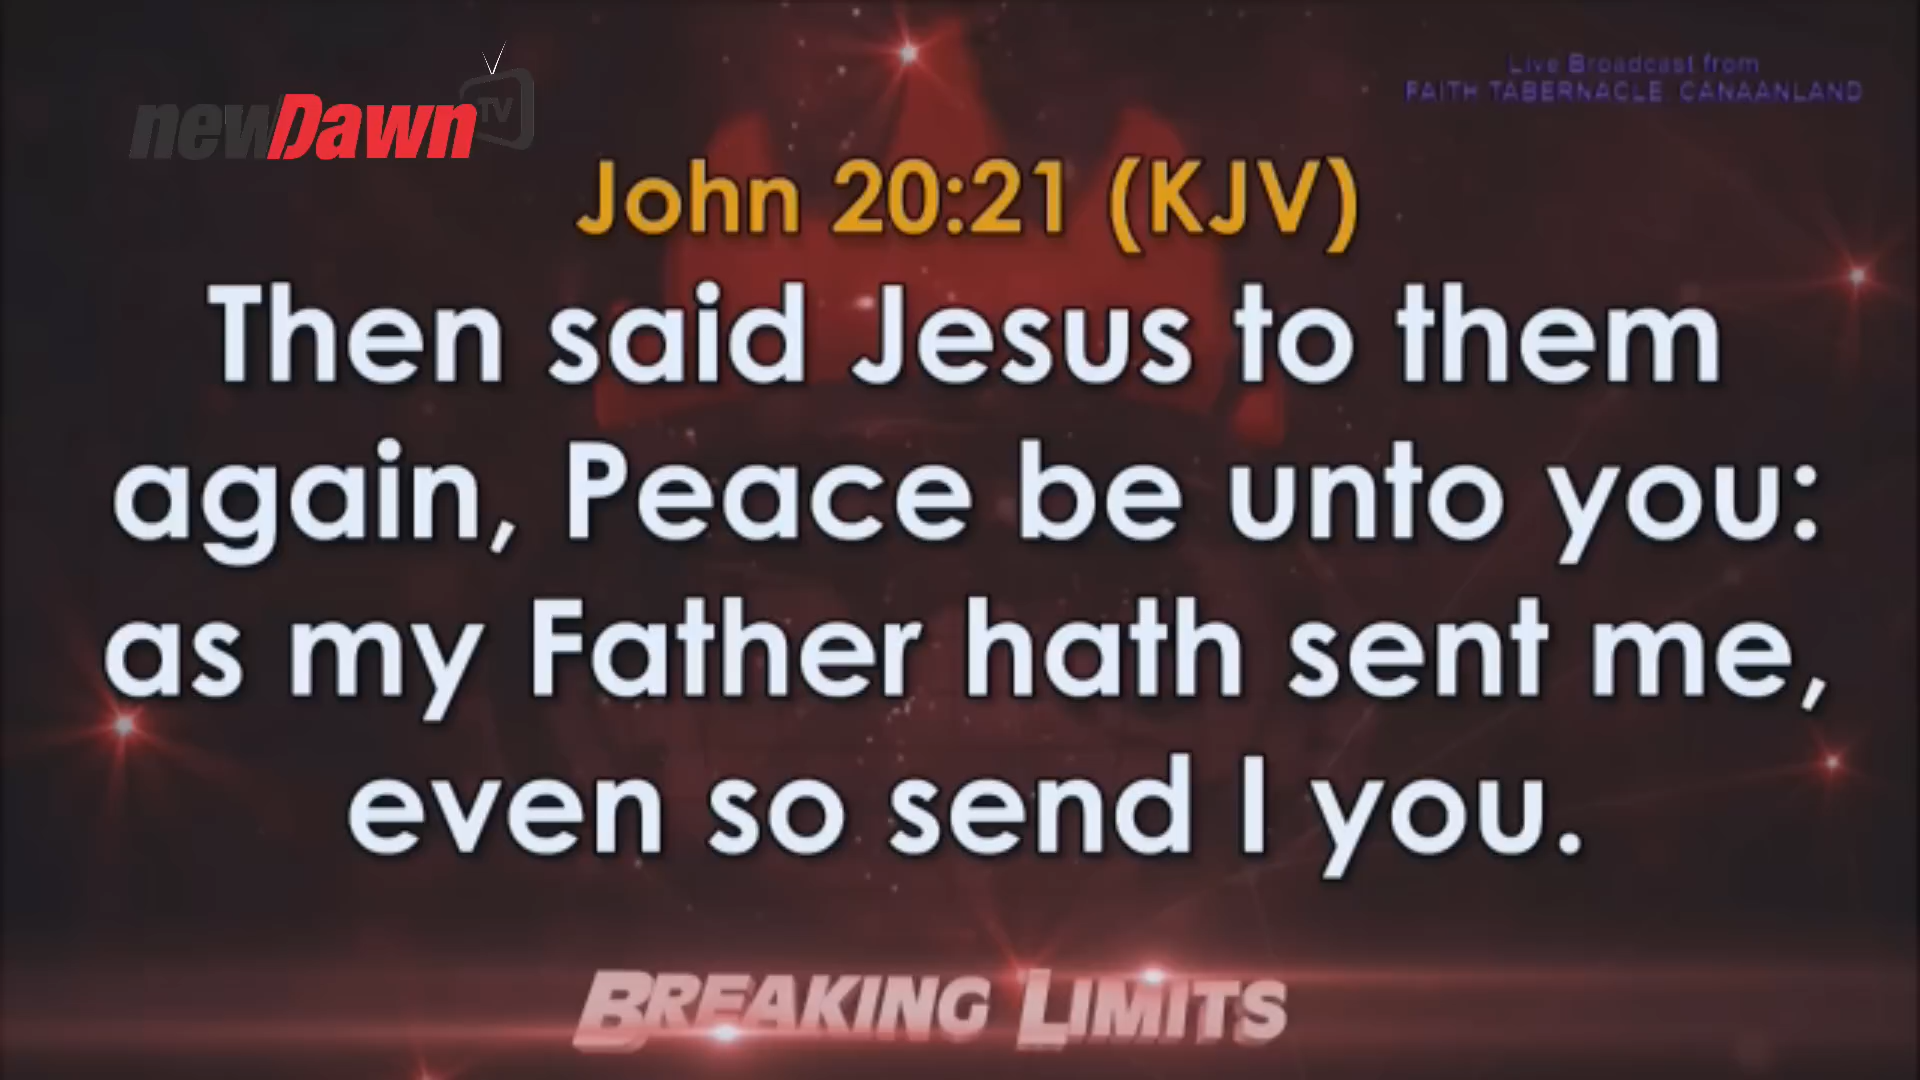 newDawn TV
Live Broadcast from
FAITH TABERNACLE, CANAANLAND
John 20:21 (KJV)
Then said Jesus to them
again, Peace be unto you:
as my Father hath sent me,
even so send I you.
BREAKING LIMITS